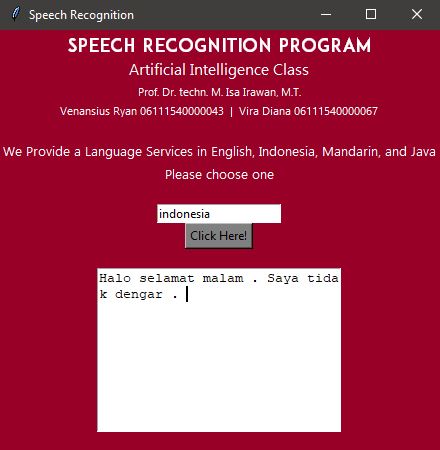 Speech Recognition
SPEECH RECOGNITION PROGRAM
Artificial Intelligence Class
Prof. Dr. techn. M. Isa Irawan, M.T.
Venansius Ryan 06111540000043 | Vira Diana 06111540000067
We Provide a Language Services in English, Indonesia, Mandarin, and Java
Please choose one
indonesia
Click Here!
Halo selamat malam . Saya tida
k dengar .